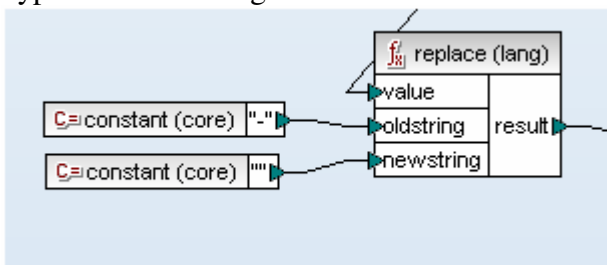 replace (lang)
value
C= constant (core) "-"
oldstring
result
newstring
C= constant (core) ""